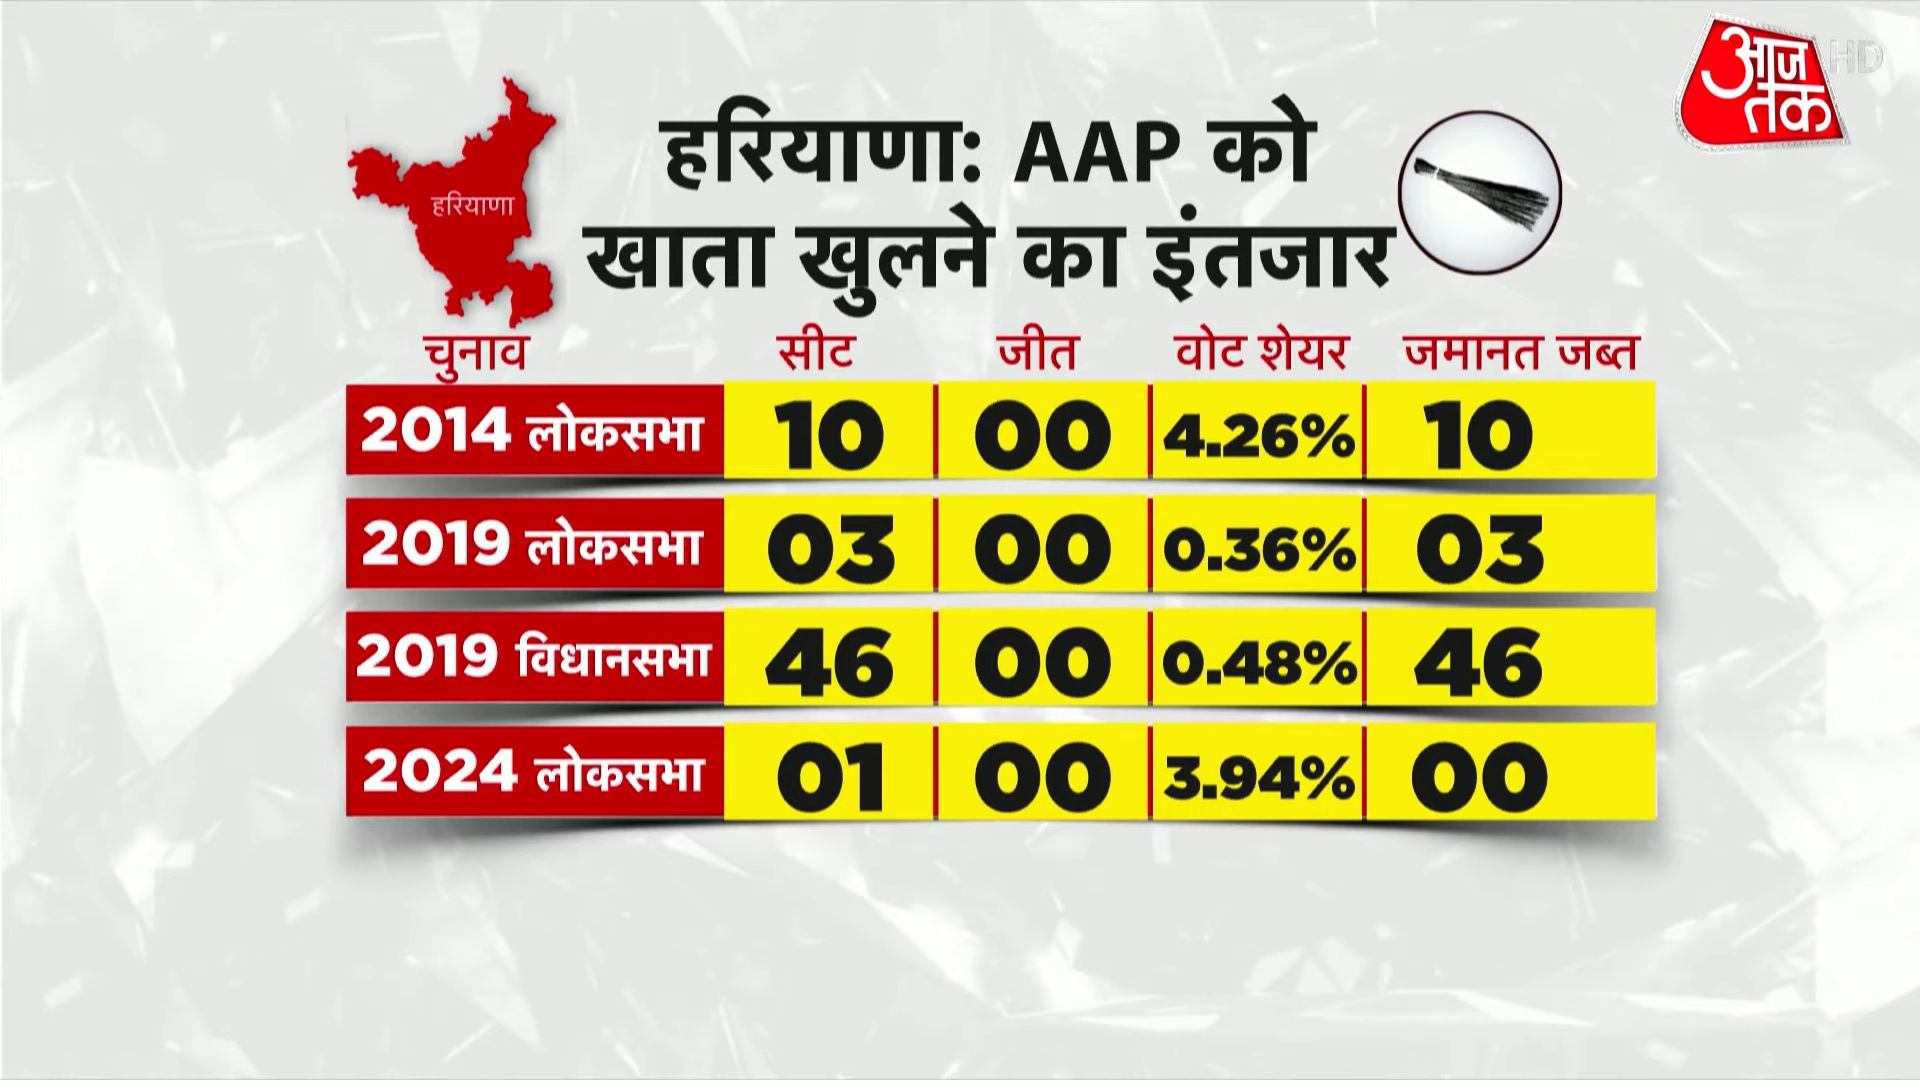 आज तक HD
हरियाणा
हरियाणा: AAP को
खाता खुलने का इंतजार
चुनाव सीट जीत वोट शेयर जमानत जब्त
2014 लोकसभा 10 00 4.26% 10
2019 लोकसभा 03 00 0.36% 03
2019 विधानसभा 46 00 0.48% 46
2024 लोकसभा 01 00 3.94% 00